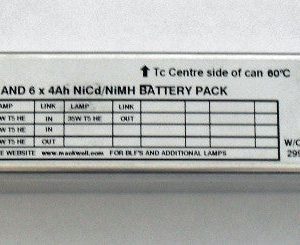 ↑ Tc Centre side of can 60°C
AND 6 x 4Ah NiCd/NiMH BATTERY PACK
AMP LINK LAMP LINK
W T5 HE IN 35W T5 HE OUT
W T5 HE IN
W T5 HE OUT
E WEBSITE www.mackwell.com FOR BLF'S AND ADDITIONAL LAMPS
W/O
299